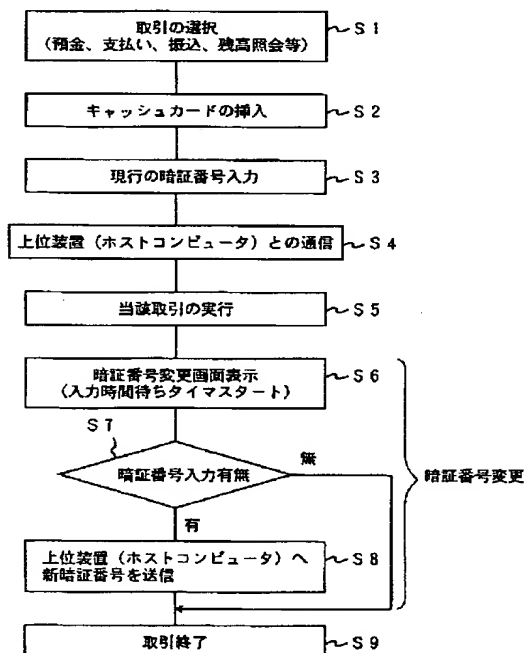 取引の選択
(預金、支払い、振込、残高照会等)
S1
キャッシュカードの挿入
S2
現行の暗証番号入力
S3
上位装置(ホストコンピュータ)との通信
S4
当該取引の実行
S5
暗証番号変更画面表示
(入力時間待ちタイマスタート)
S6
S7
暗証番号入力有無
無
有
暗証番号変更
上位装置(ホストコンピュータ)へ
新暗証番号を送信
S8
取引終了
S9